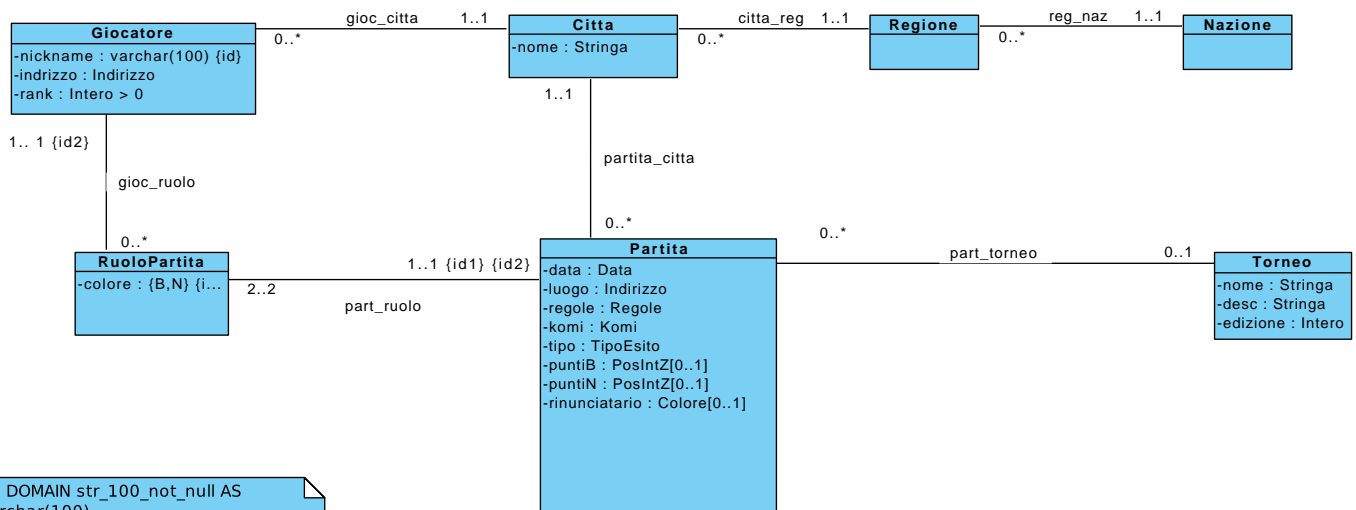 gioc_citta
1..1
citta_reg
1..1
reg_naz
1..1
Giocatore
-nickname : varchar(100) {id}
-indrizzo : Indirizzo
-rank : Intero > 0
0..*
Citta
-nome : Stringa
0..*
Regione
0..*
Nazione
1..1
1.. 1 {id2}
partita_citta
gioc_ruolo
0..*
0..*
0..*
RuoloPartita
-colore : {B,N} {i...
1..1 {id1} {id2}
2..2
part_ruolo
Partita
-data : Data
-luogo : Indirizzo
-regole : Regole
-komi : Komi
-tipo : TipoEsito
-puntiB : PosIntZ[0..1]
-puntiN : PosIntZ[0..1]
-rinunciatario : Colore[0..1]
part_torneo
0..1
Torneo
-nome : Stringa
-desc : Stringa
-edizione : Intero
DOMAIN str_100_not_null AS